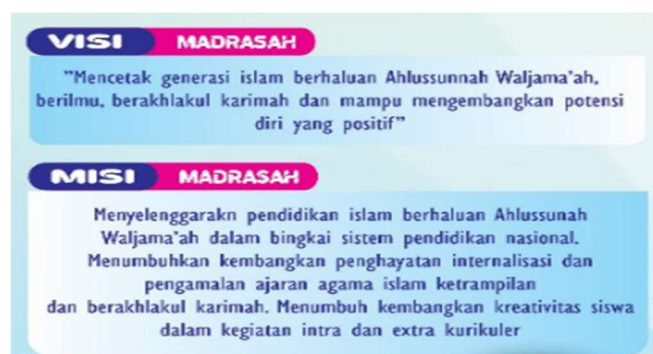 VISI MADRASAH
"Mencetak generasi islam berhaluan Ahlussunnah Waljama'ah,
berilmu, berakhlakul karimah dan mampu mengembangkan potensi
diri yang positif"
MISI MADRASAH
Menyelenggarakn pendidikan islam berhaluan Ahlussunah
Waljama'ah dalam bingkai sistem pendidikan nasional.
Menumbuhkan kembangkan penghayatan internalisasi dan
pengamalan ajaran agama islam ketrampilan
dan berakhlakul karimah. Menumbuh kembangkan kreativitas siswa
dalam kegiatan intra dan extra kurikuler